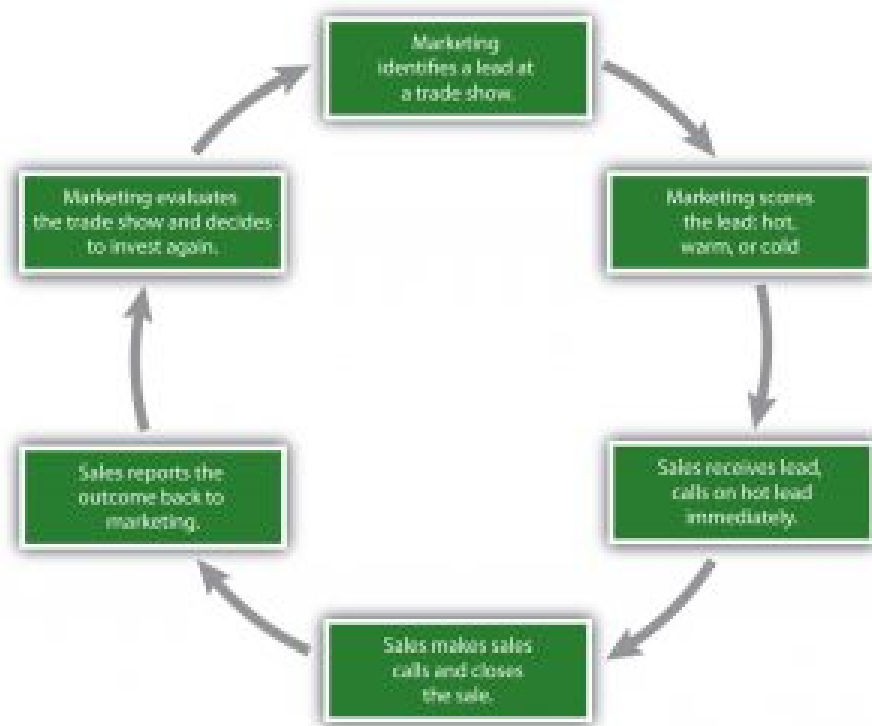 Marketing
identifies a lead at
a trade show.
Marketing scores
the lead: hot,
warm, or cold
Sales receives lead,
calls on hot lead
immediately.
Sales makes sales
calls and closes
the sale.
Sales reports the
outcome back to
marketing.
Marketing evaluates
the trade show and decides
to invest again.